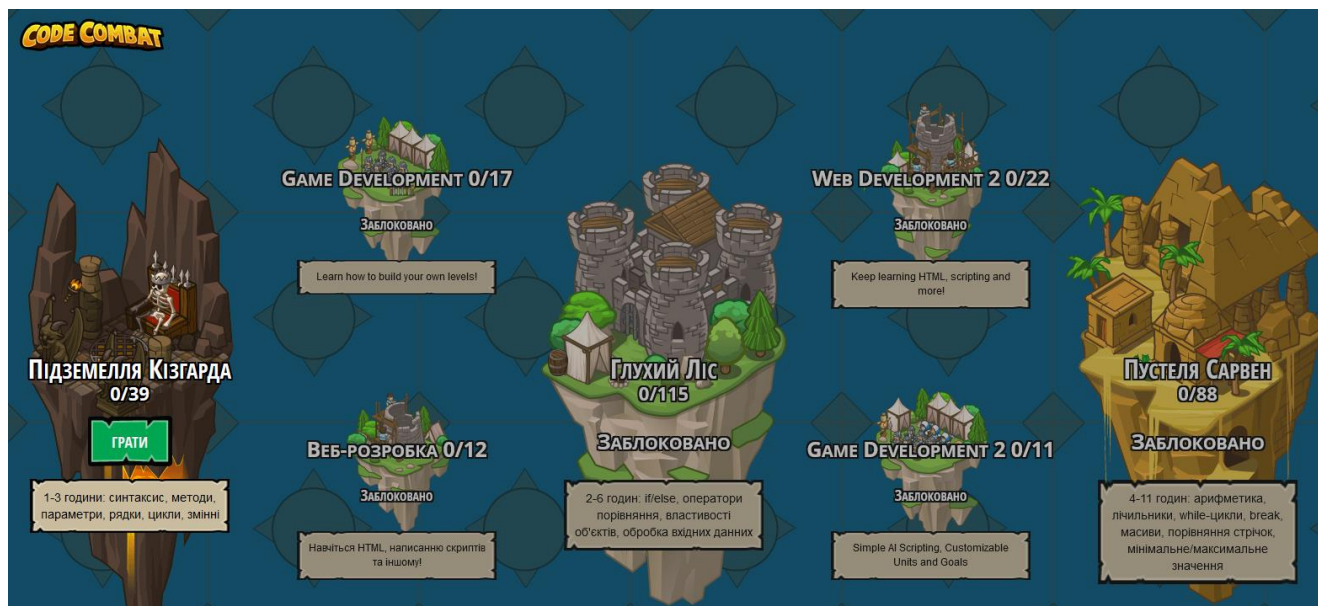 CODE COMBAT
ПІДЗЕМЕЛЛЯ КІЗГАРДА
0/39
ГРАТИ
1-3 години: синтаксис, методи,
параметри, рядки, цикли, змінні
GAME DEVELOPMENT 0/17
ЗАБЛОКОВАНО
Learn how to build your own levels!
ВЕБ-РОЗРОБКА 0/12
ЗАБЛОКОВАНО
Навчіться HTML, написанню скриптів
та іншому!
ГЛУХИЙ ЛІС
0/115
ЗАБЛОКОВАНО
2-6 годин: if/else, оператори
порівняння, властивості
об'єктів, обробка вхідних данних
WEB DEVELOPMENT 2 0/22
ЗАБЛОКОВАНО
Keep learning HTML, scripting and
more!
GAME DEVELOPMENT 2 0/11
ЗАБЛОКОВАНО
Simple AI Scripting, Customizable
Units and Goals
ПУСТЕЛЯ САРВЕН
0/88
ЗАБЛОКОВАНО
4-11 годин: арифметика,
лічильники, while-цикли, break,
масиви, порівняння стрічок,
мінімальне/максимальне
значення